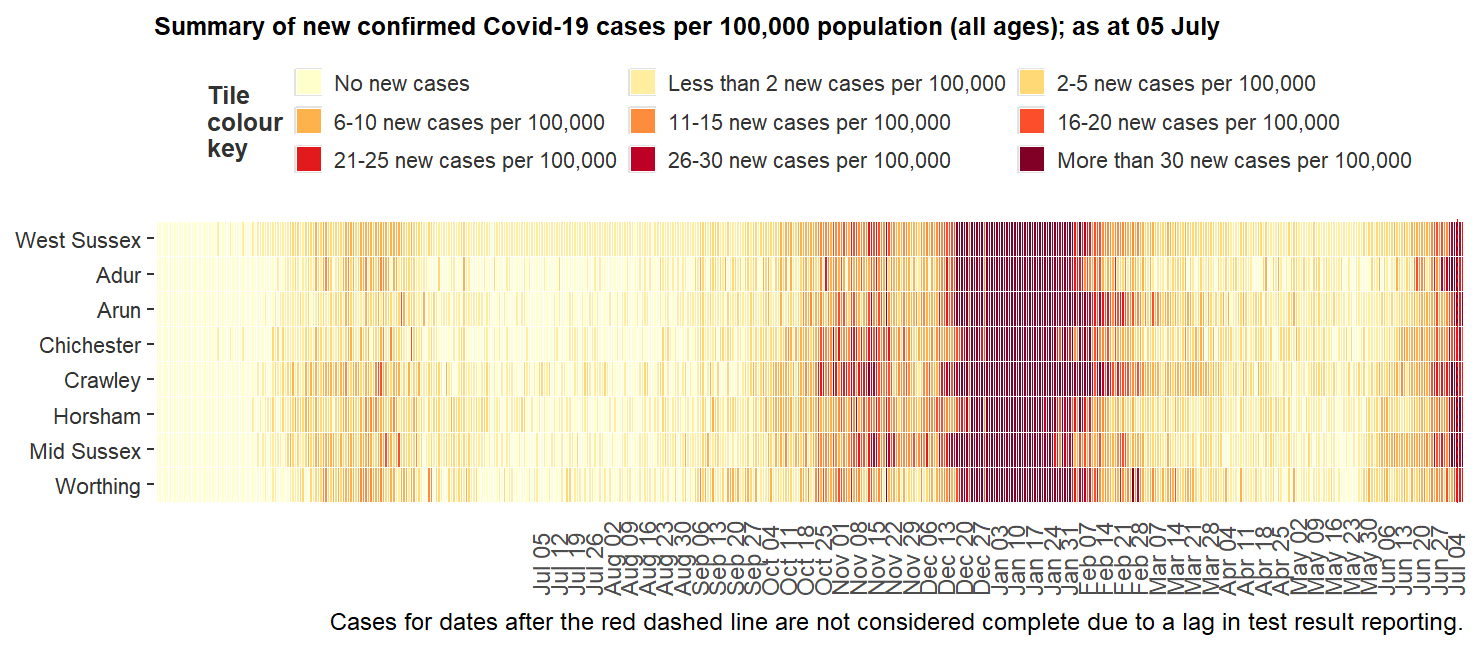 Summary of new confirmed Covid-19 cases per 100,000 population (all ages); as at 05 July
Tile
colour
key
No new cases
Less than 2 new cases per 100,000
2-5 new cases per 100,000
6-10 new cases per 100,000
11-15 new cases per 100,000
16-20 new cases per 100,000
21-25 new cases per 100,000
26-30 new cases per 100,000
More than 30 new cases per 100,000
West Sussex
Adur
Arun
Chichester
Crawley
Horsham
Mid Sussex
Worthing
Jul 05
Jul 12
Jul 19
Jul 26
Aug 02
Aug 09
Aug 16
Aug 23
Aug 30
Sep 06
Sep 13
Sep 20
Sep 27
Oct 04
Oct 11
Oct 18
Oct 25
Nov 01
Nov 08
Nov 15
Nov 22
Nov 29
Dec 06
Dec 13
Dec 20
Dec 27
Jan 03
Jan 10
Jan 17
Jan 24
Jan 31
Feb 07
Feb 14
Feb 21
Feb 28
Mar 07
Mar 14
Mar 21
Mar 28
Apr 04
Apr 11
Apr 18
Apr 25
May 02
May 09
May 16
May 23
May 30
Jun 06
Jun 13
Jun 20
Jun 27
Jul 04
Cases for dates after the red dashed line are not considered complete due to a lag in test result reporting.